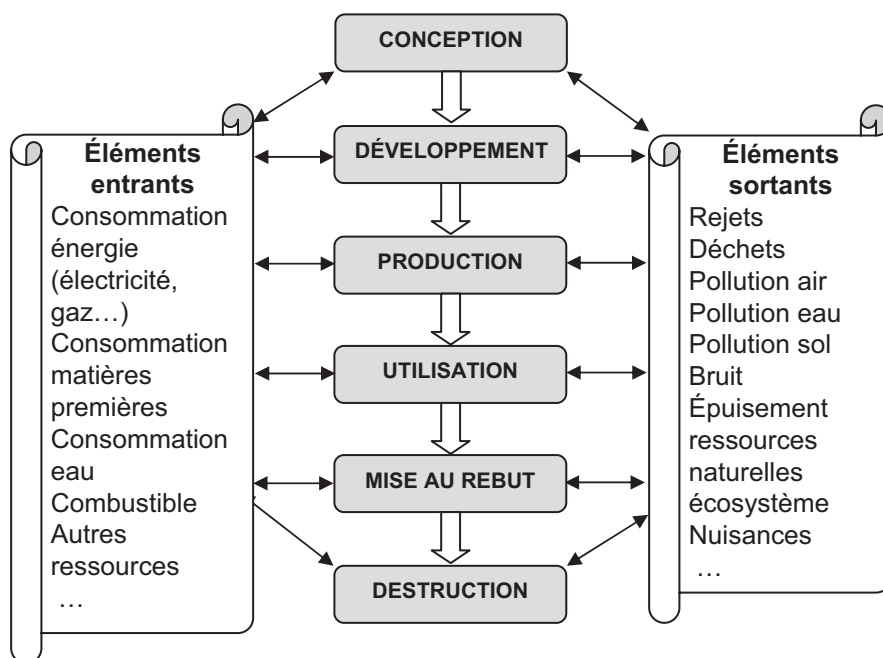 CONCEPTION
DÉVELOPPEMENT
PRODUCTION
UTILISATION
MISE AU REBUT
DESTRUCTION
Éléments
entrants
Consommation
énergie
(électricité,
gaz…)
Consommation
matières
premières
Consommation
eau
Combustible
Autres
ressources
…
Éléments
sortants
Rejets
Déchets
Pollution air
Pollution eau
Pollution sol
Bruit
Épuisement
ressources
naturelles
écosystème
Nuisances
…